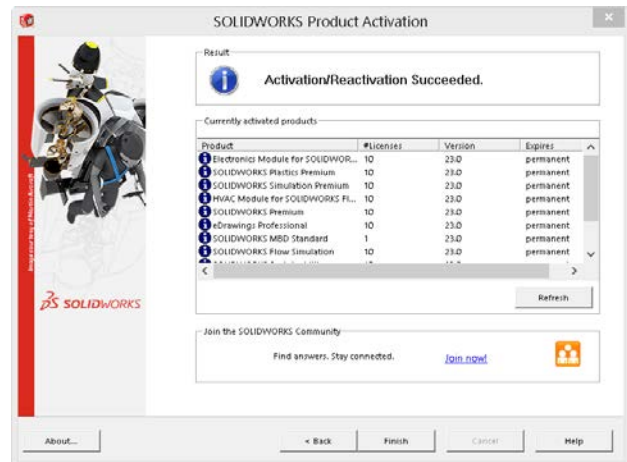 SOLIDWORKS Product Activation
Result
Activation/Reactivation Succeeded.
Currently activated products
Product #Licenses Version Expires
Electronics Module for SOLIDWOR... 10 23.0 permanent
SOLIDWORKS Plastics Premium 10 23.0 permanent
SOLIDWORKS Simulation Premium 10 23.0 permanent
HVAC Module for SOLIDWORKS Fl... 10 23.0 permanent
SOLIDWORKS Premium 10 23.0 permanent
eDrawings Professional 10 23.0 permanent
SOLIDWORKS MBD Standard 1 23.0 permanent
SOLIDWORKS Flow Simulation 10 23.0 permanent
Refresh
SOLIDWORKS
Join the SOLIDWORKS Community
Find answers. Stay connected. Join now!
About... < Back Finish Cancel Help